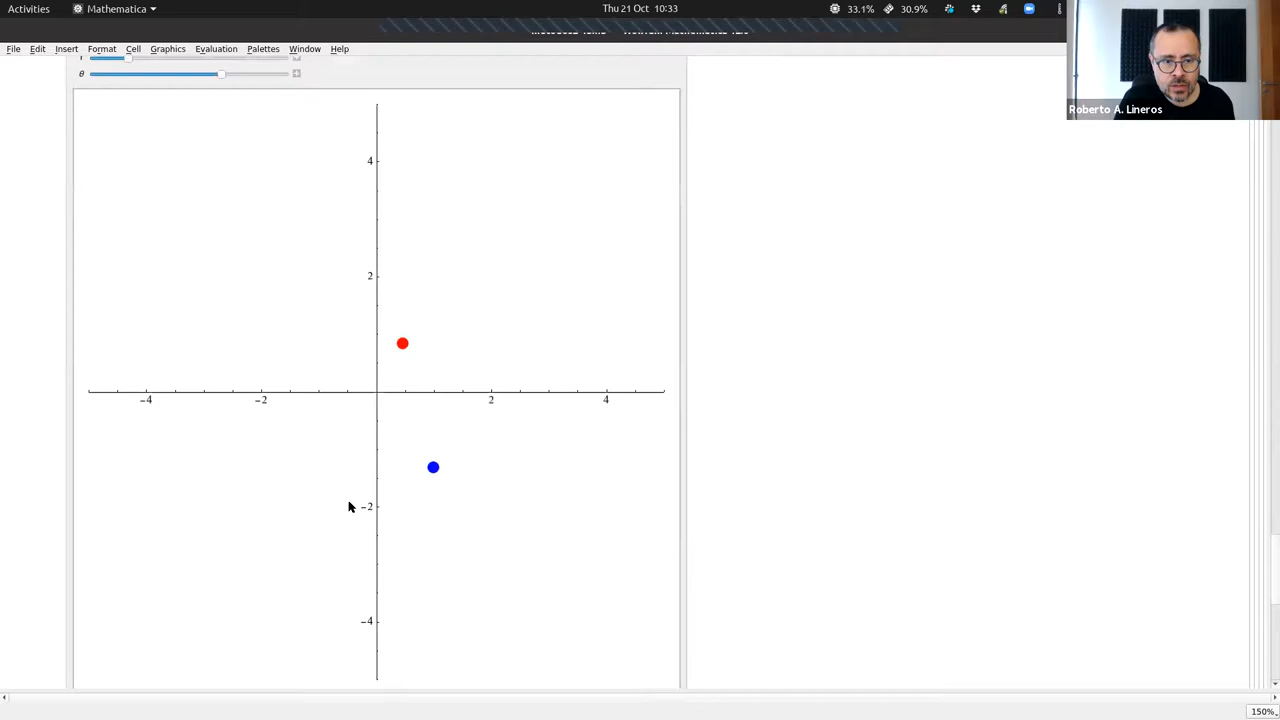 Activities Mathematica Thu 21 Oct 10:33 33.1% 30.9%
File Edit Insert Format Cell Graphics Evaluation Palettes Window Help
Roberto A. Lineros
θ
4
2
-4 -2 2 4
-2
-4
150%